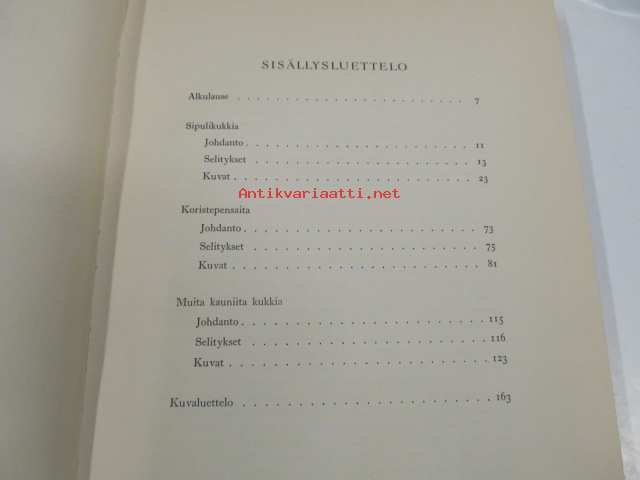 SISÄLLYSLUETTELO
Alkulause . . . . . . . . . . . . . . . . . . . . . . . . 7
Sipulikukkia
Johdanto . . . . . . . . . . . . . . . . . . . . . . . 11
Selitykset . . . . . . . . . . . . . . . . . . . . . . 13
Kuvat . . . . . . . . . . . . . . . . . . . . . . . . 23
Antikvariaatti.net
Koristepensaita
Johdanto . . . . . . . . . . . . . . . . . . . . . . . 73
Selitykset . . . . . . . . . . . . . . . . . . . . . . 75
Kuvat . . . . . . . . . . . . . . . . . . . . . . . . 81
Muita kauniita kukkia
Johdanto . . . . . . . . . . . . . . . . . . . . . . . 115
Selitykset . . . . . . . . . . . . . . . . . . . . . . 116
Kuvat . . . . . . . . . . . . . . . . . . . . . . . . 123
Kuvaluettelo . . . . . . . . . . . . . . . . . . . . . 163